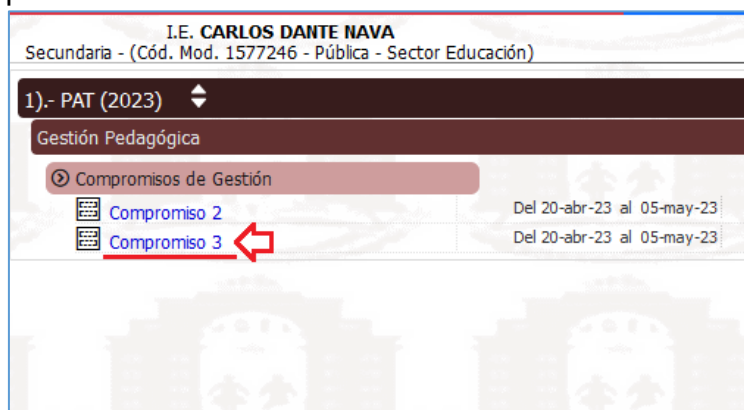 I.E. CARLOS DANTE NAVA
Secundaria - (Cód. Mod. 1577246 - Pública - Sector Educación)
1).- PAT (2023)
Gestión Pedagógica
Compromisos de Gestión
Compromiso 2 Del 20-abr-23 al 05-may-23
Compromiso 3 Del 20-abr-23 al 05-may-23